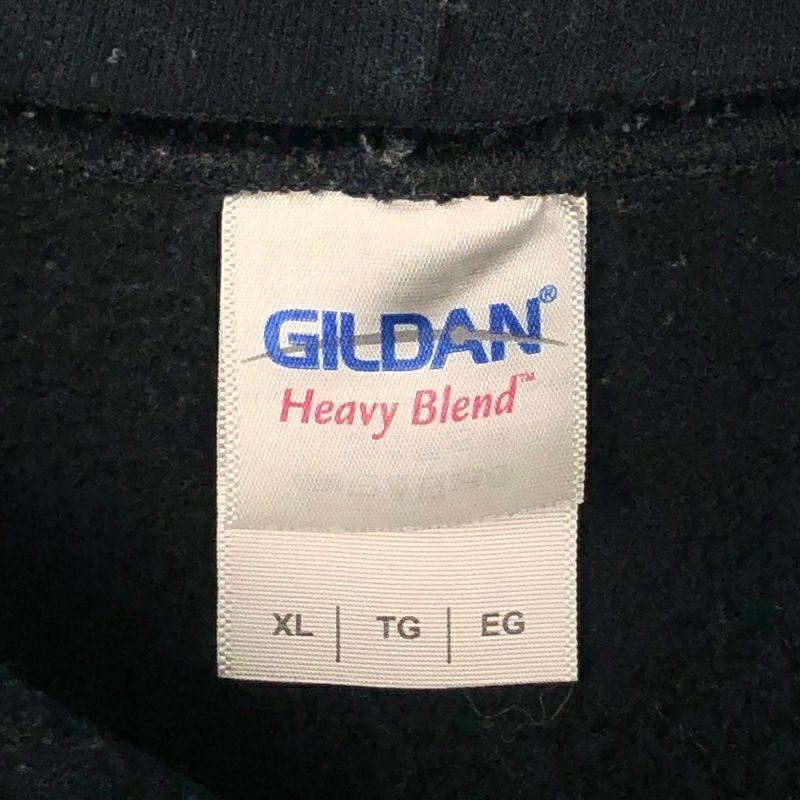 GILDAN®
Heavy Blend™
XL | TG | EG